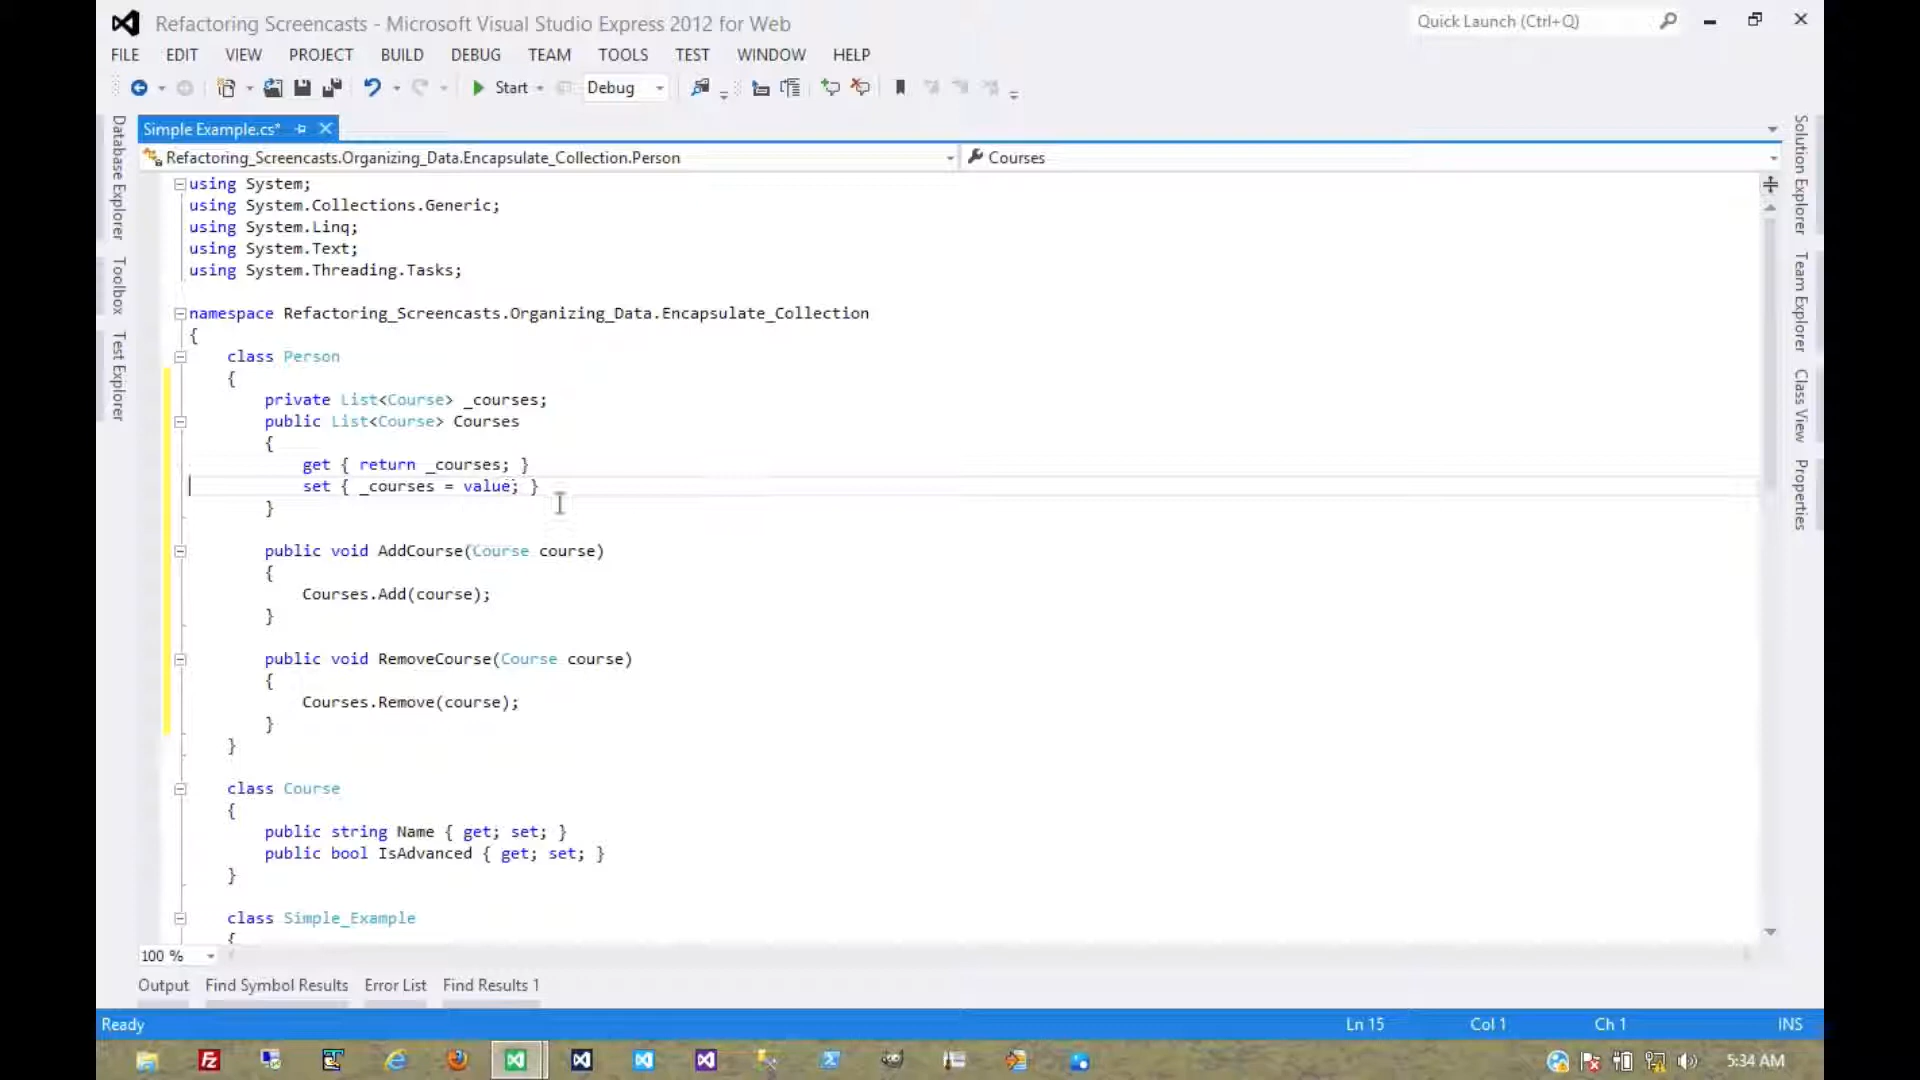 Refactoring Screencasts - Microsoft Visual Studio Express 2012 for Web
Quick Launch (Ctrl+Q)
FILE EDIT VIEW PROJECT BUILD DEBUG TEAM TOOLS TEST WINDOW HELP
Start Debug
Simple Example.cs*
Refactoring_Screencasts.Organizing_Data.Encapsulate_Collection.Person
Courses
Database Explorer
Toolbox
Test Explorer
using System;
using System.Collections.Generic;
using System.Linq;
using System.Text;
using System.Threading.Tasks;
namespace Refactoring_Screencasts.Organizing_Data.Encapsulate_Collection
{
class Person
{
private List<Course> _courses;
public List<Course> Courses
{
get { return _courses; }
set { _courses = value; }
}
public void AddCourse(Course course)
{
Courses.Add(course);
}
public void RemoveCourse(Course course)
{
Courses.Remove(course);
}
}
class Course
{
public string Name { get; set; }
public bool IsAdvanced { get; set; }
}
class Simple_Example
{
Solution Explorer
Team Explorer
Class View
Properties
100 %
Output Find Symbol Results Error List Find Results 1
Ready Ln 15 Col 1 Ch 1 INS
5:34 AM